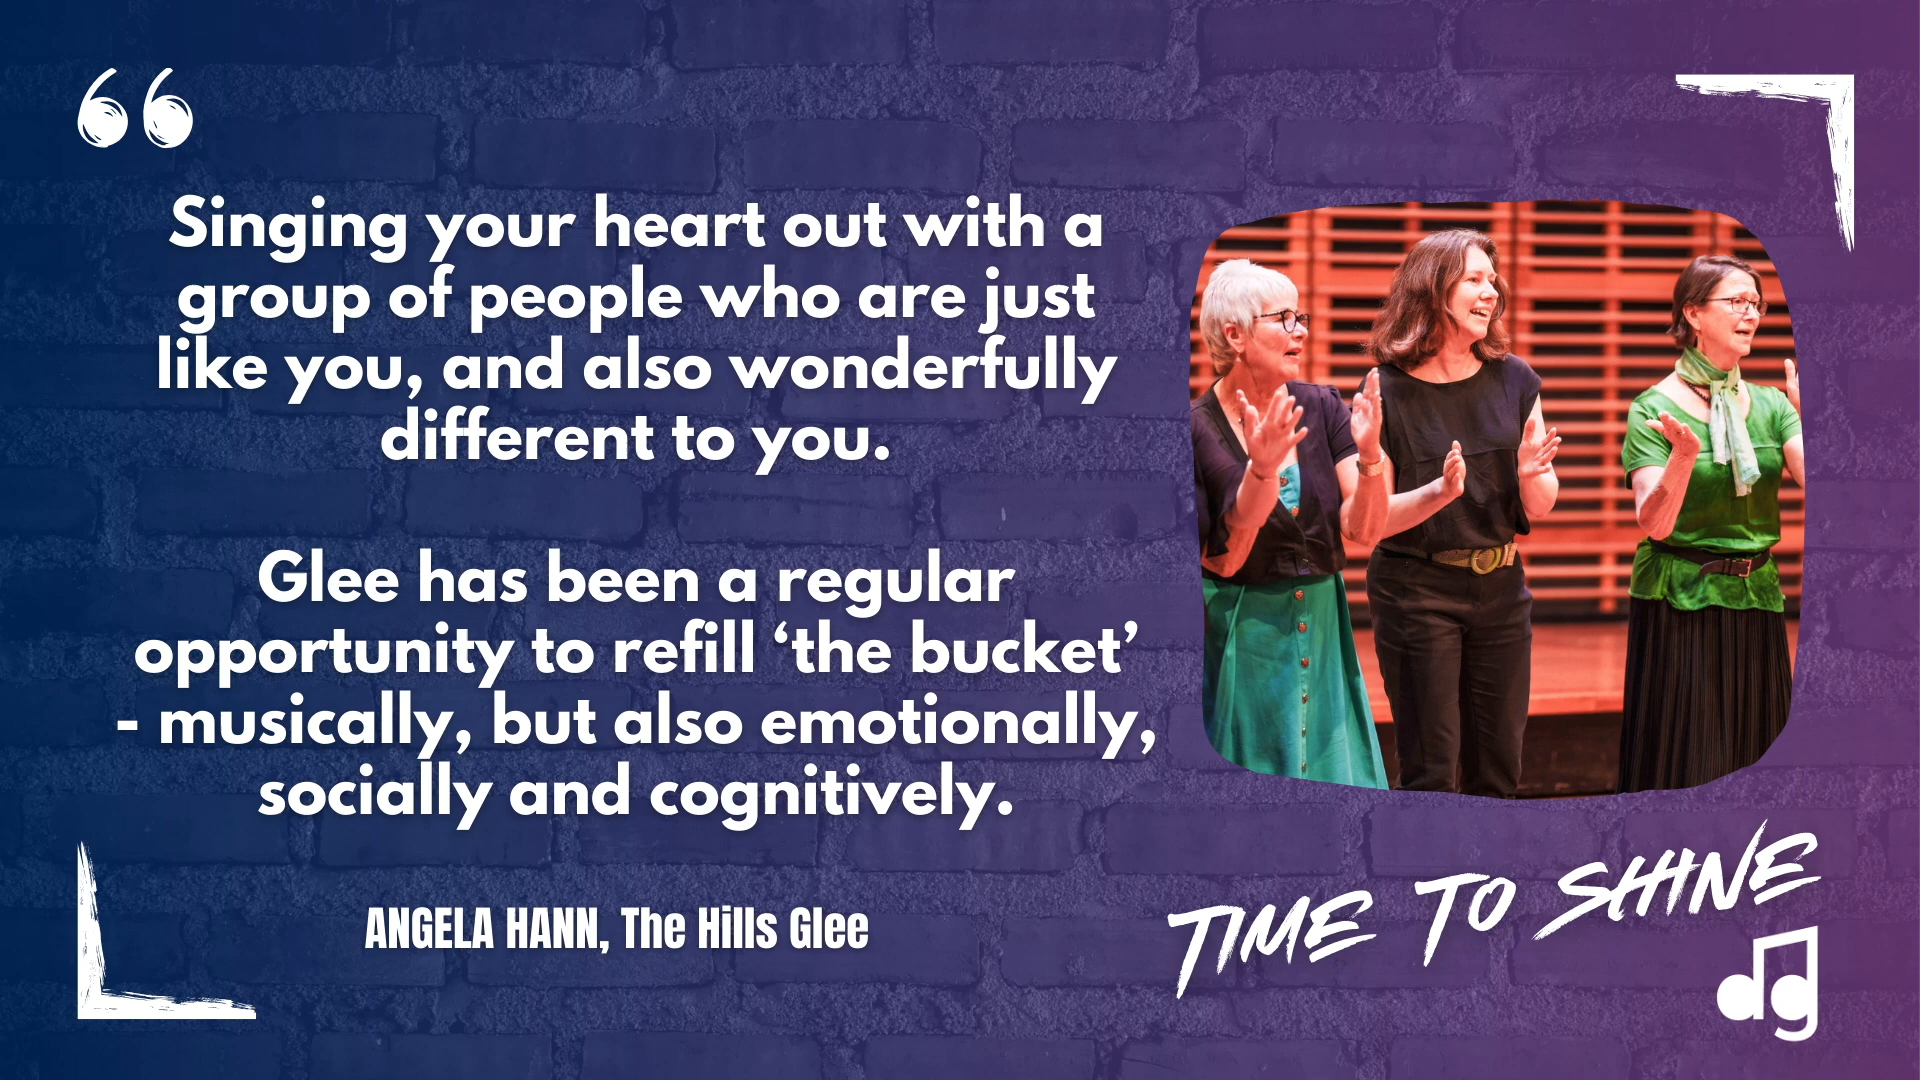 “
Singing your heart out with a
group of people who are just
like you, and also wonderfully
different to you.
Glee has been a regular
opportunity to refill ‘the bucket’
- musically, but also emotionally,
socially and cognitively.
ANGELA HANN, The Hills Glee
TIME TO SHINE
dg